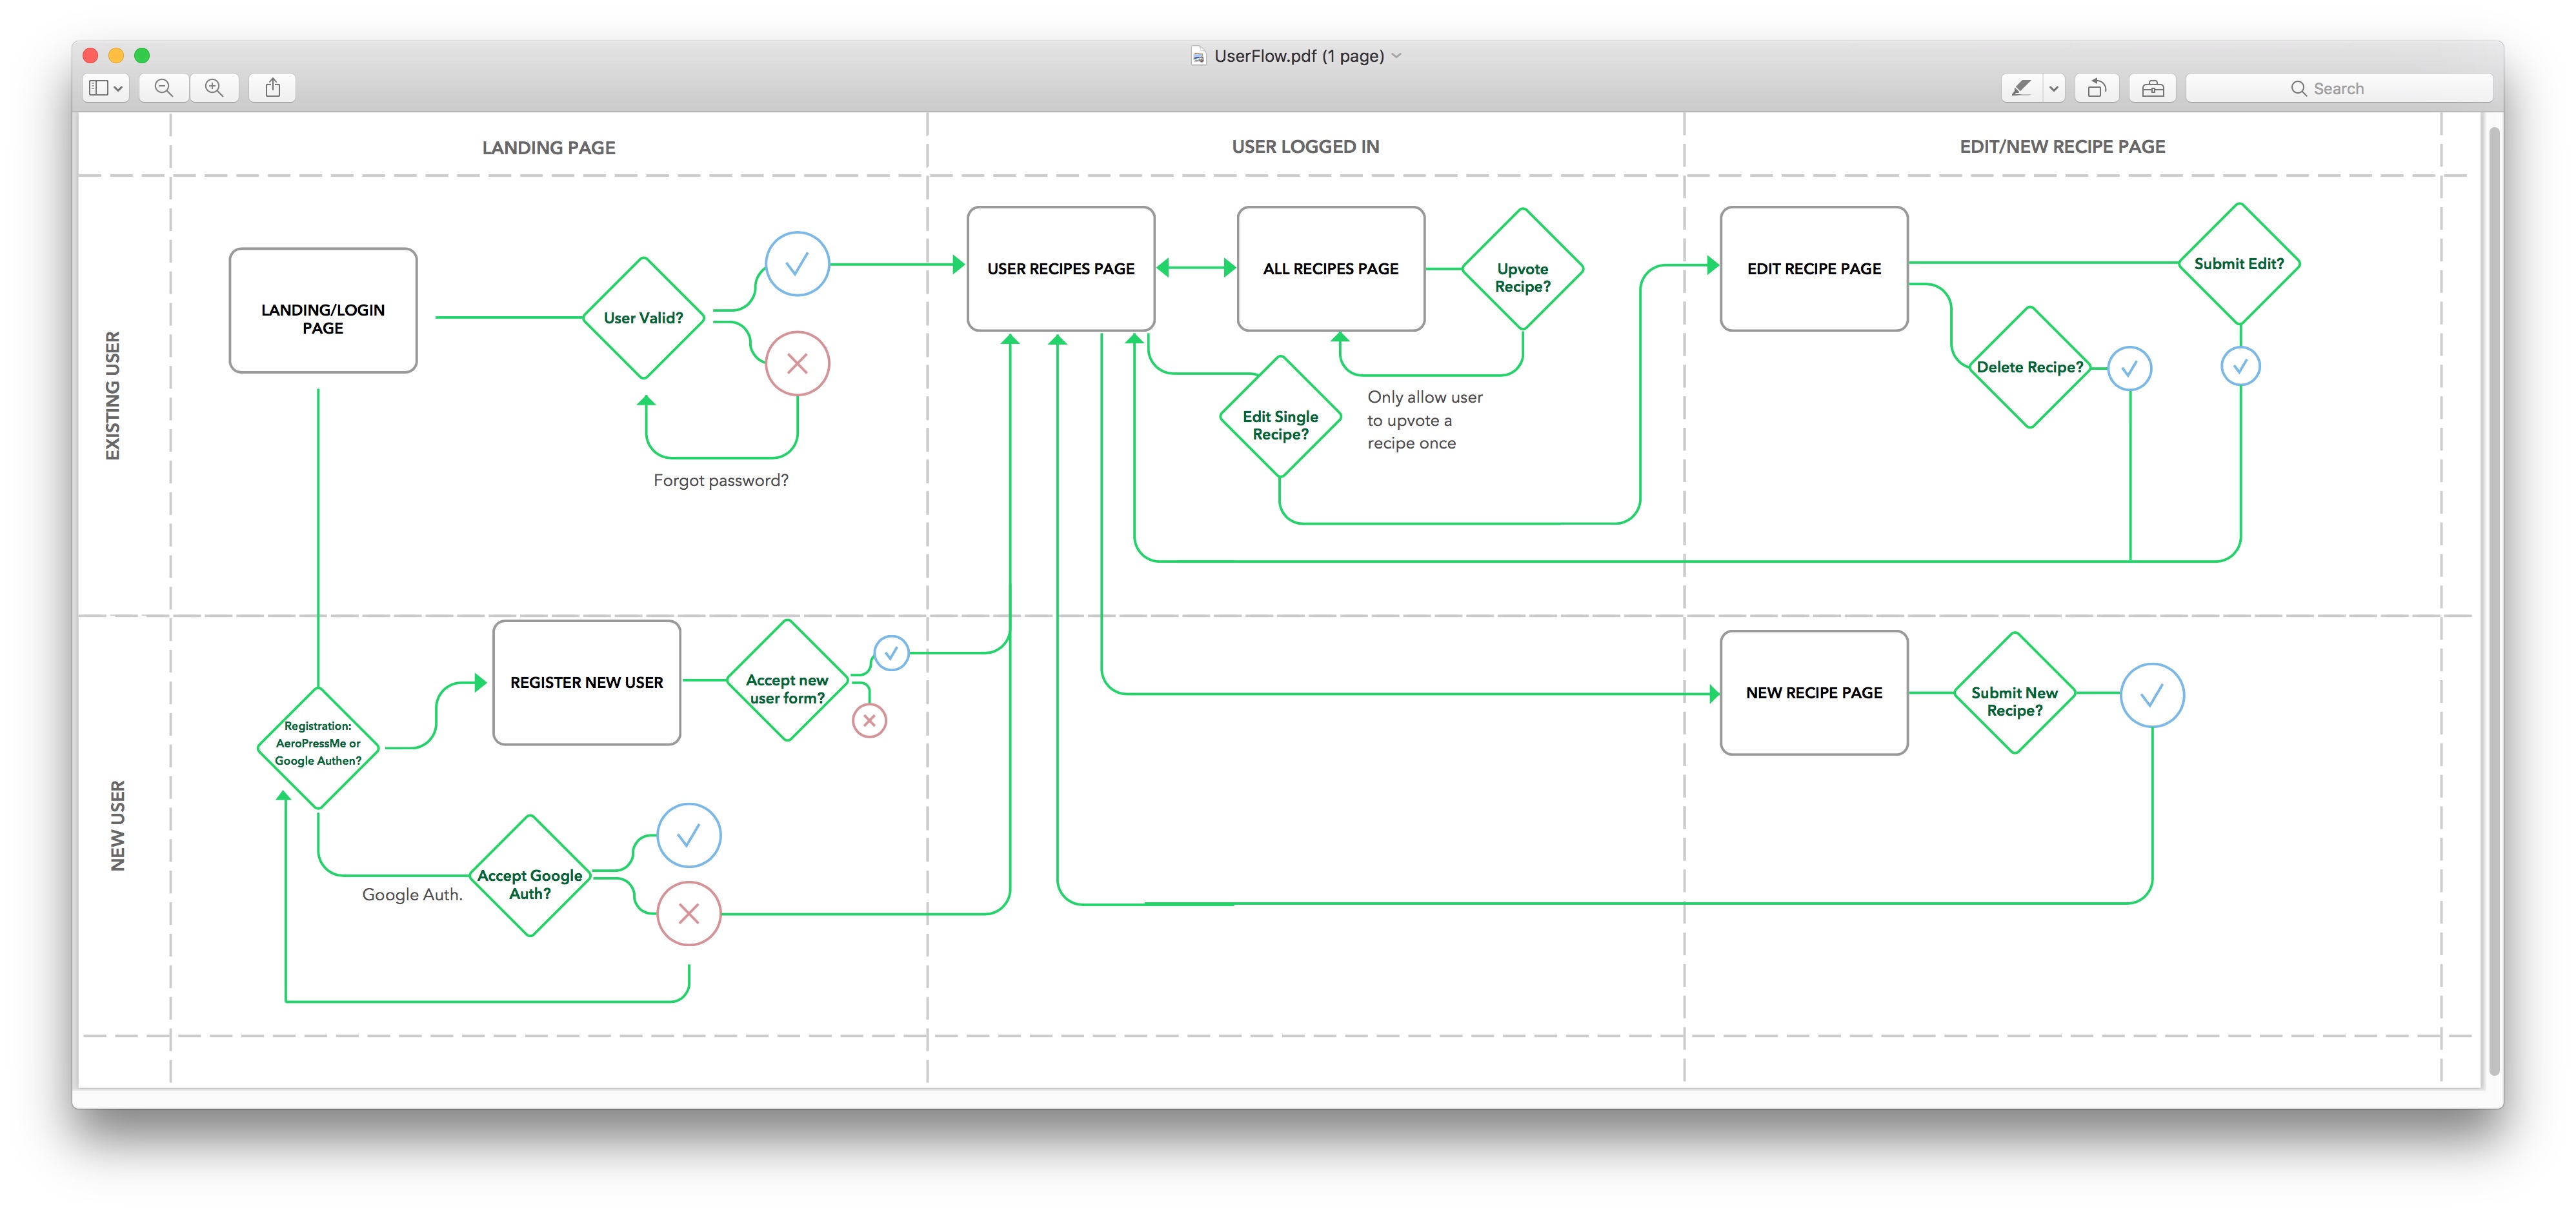 UserFlow.pdf (1 page)
Search
LANDING PAGE
USER LOGGED IN
EDIT/NEW RECIPE PAGE
EXISTING USER
LANDING/LOGIN
PAGE
User Valid?
Forgot password?
USER RECIPES PAGE
ALL RECIPES PAGE
Upvote
Recipe?
Only allow user
to upvote a
recipe once
Edit Single
Recipe?
EDIT RECIPE PAGE
Submit Edit?
Delete Recipe?
NEW USER
Registration:
AeroPressMe or
Google Authen?
REGISTER NEW USER
Accept new
user form?
Google Auth.
Accept Google
Auth?
NEW RECIPE PAGE
Submit New
Recipe?